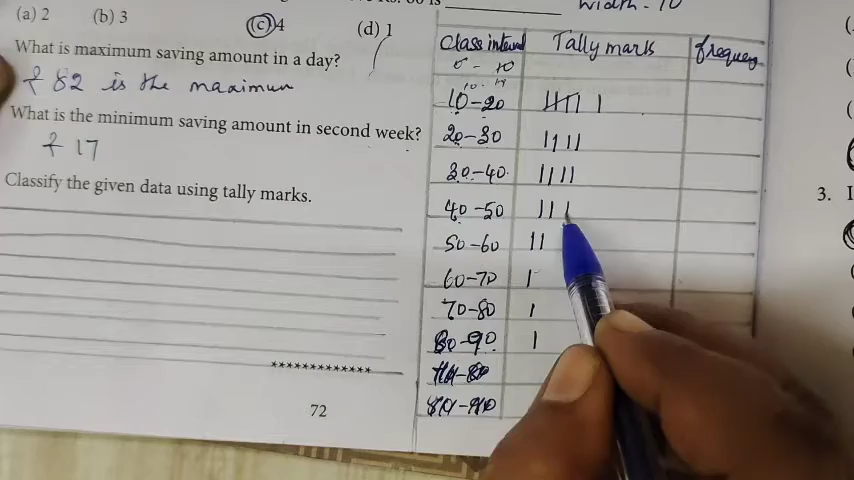 (a) 2 (b) 3 (c) 4 (d) 1
What is maximum saving amount in a day?
₹ 82 is the maximum
What is the minimum saving amount in second week?
₹ 17
Classify the given data using tally marks.
*************
72
width - 10
Class interval Tally mark frequency
0 - 10
10-20 |||| |
20-30 ||||
30-40 ||||
40-50 |||
50-60 ||
60-70 |
70-80 |
80-90 |
3. I